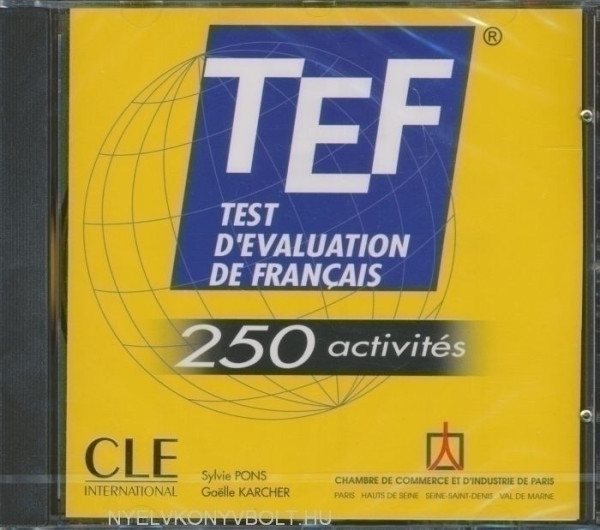 TEF ®
TEST
D'EVALUATION
DE FRANÇAIS
250 activités
CLE
INTERNATIONAL
Sylvie PONS
Gaëlle KARCHER
CHAMBRE DE COMMERCE ET D'INDUSTRIE DE PARIS
PARIS HAUTS DE SEINE SEINE-SAINT-DENIS VAL DE MARNE
NYELVKONYVBOLT.HU